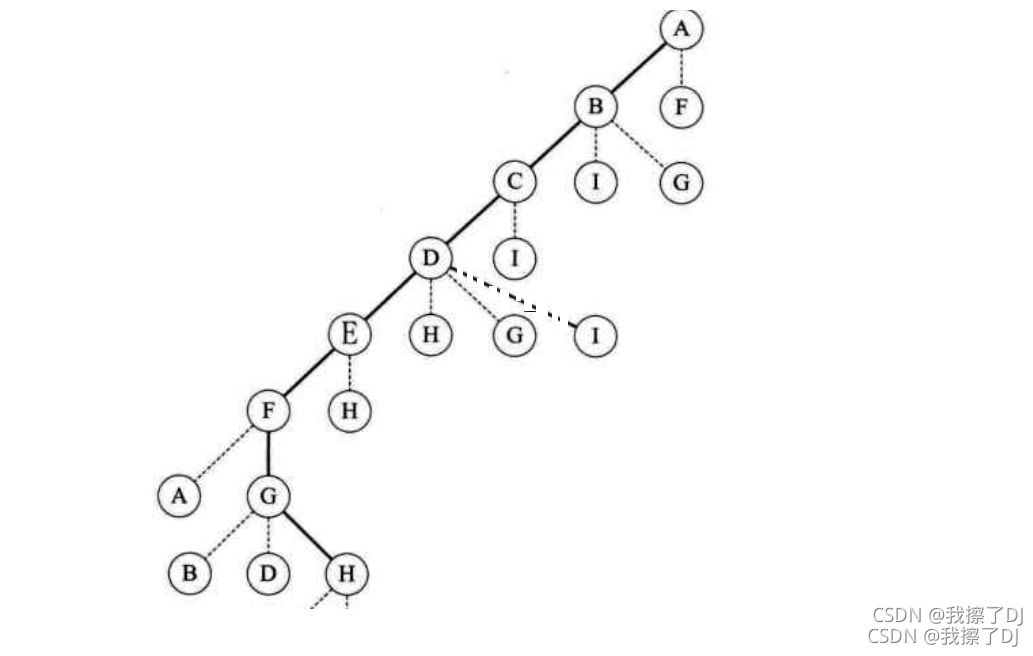 A
B F
C I G
D I
E H G I
F H
A G
B D H
CSDN @我擦了DJ
CSDN @我擦了DJ